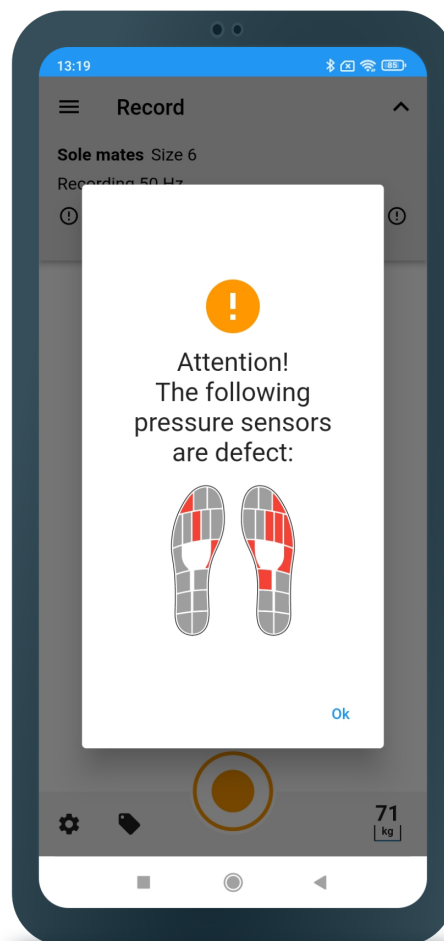 13:19
85
Record
Sole mates Size 6
Recording 50 Hz
!
Attention!
The following
pressure sensors
are defect:
Ok
71
kg